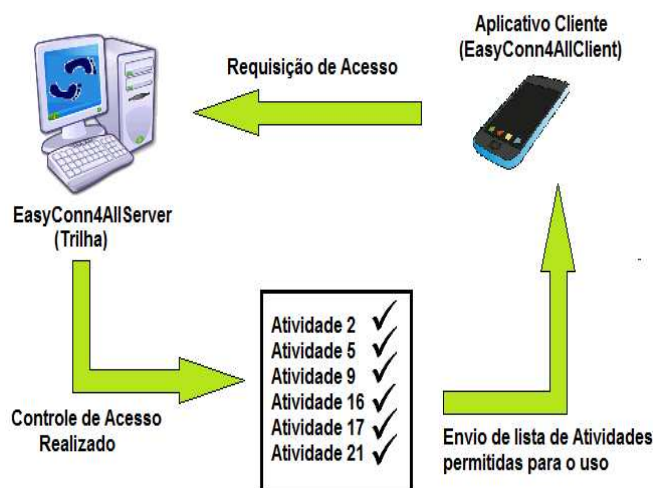 Aplicativo Cliente
(EasyConn4AllClient)
Requisição de Acesso
EasyConn4AllServer
(Trilha)
Atividade 2
Atividade 5
Atividade 9
Atividade 16
Atividade 17
Atividade 21
Controle de Acesso
Realizado
Envio de lista de Atividades
permitidas para o uso